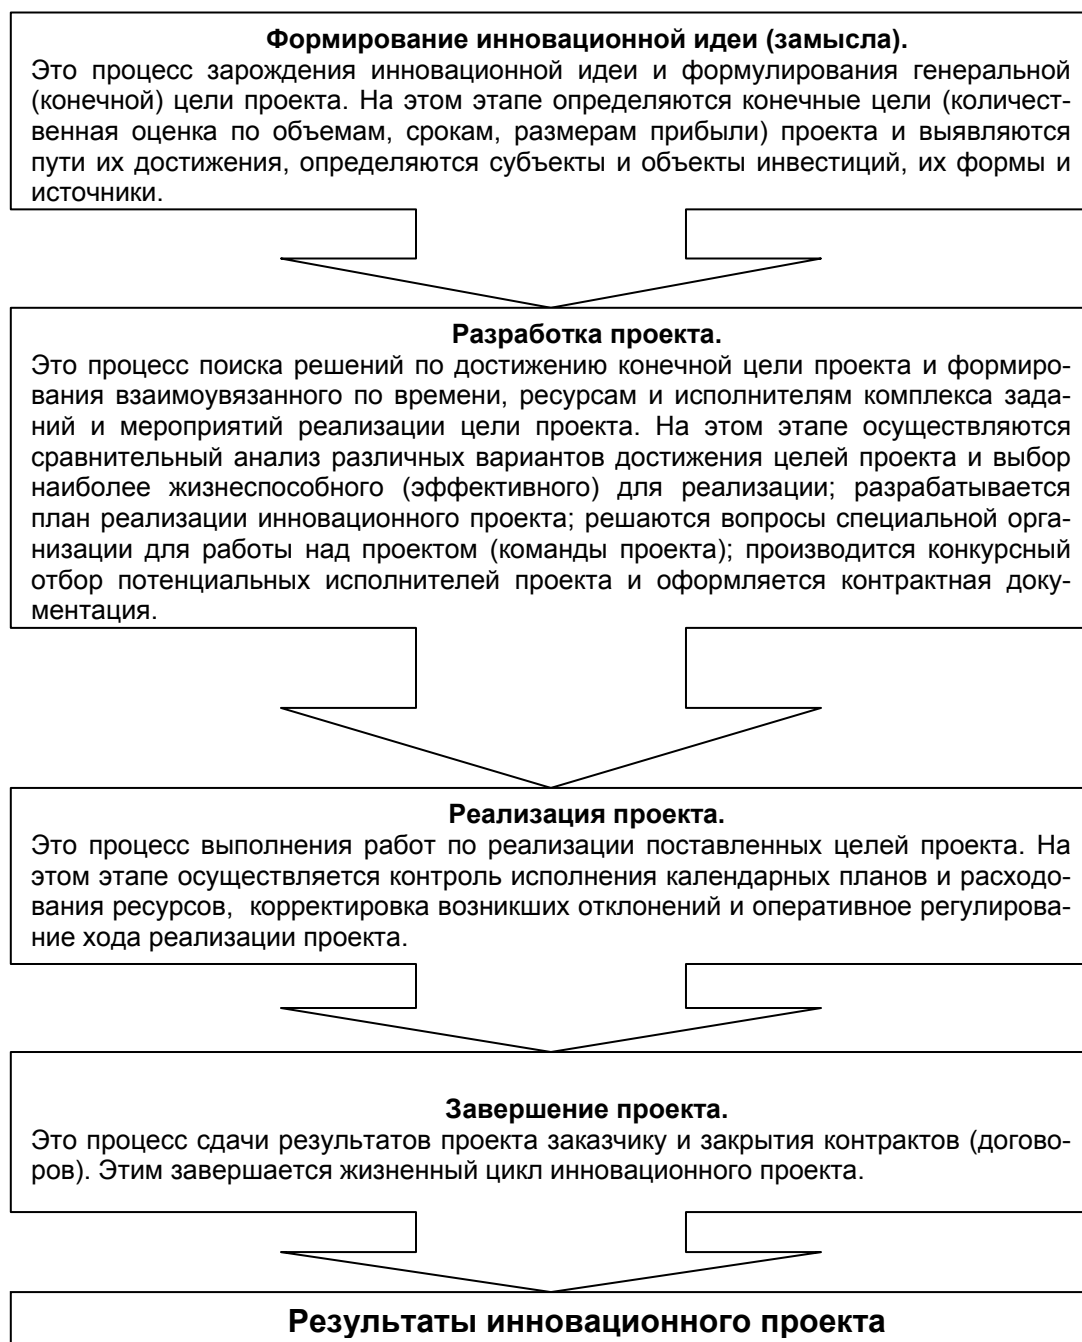 Формирование инновационной идеи (замысла).
Это процесс зарождения инновационной идеи и формулирования генеральной
(конечной) цели проекта. На этом этапе определяются конечные цели (количест-
венная оценка по объемам, срокам, размерам прибыли) проекта и выявляются
пути их достижения, определяются субъекты и объекты инвестиций, их формы и
источники.
Разработка проекта.
Это процесс поиска решений по достижению конечной цели проекта и формиро-
вания взаимоувязанного по времени, ресурсам и исполнителям комплекса зада-
ний и мероприятий реализации цели проекта. На этом этапе осуществляются
сравнительный анализ различных вариантов достижения целей проекта и выбор
наиболее жизнеспособного (эффективного) для реализации; разрабатывается
план реализации инновационного проекта; решаются вопросы специальной орга-
низации для работы над проектом (команды проекта); производится конкурсный
отбор потенциальных исполнителей проекта и оформляется контрактная доку-
ментация.
Реализация проекта.
Это процесс выполнения работ по реализации поставленных целей проекта. На
этом этапе осуществляется контроль исполнения календарных планов и расходо-
вания ресурсов, корректировка возникших отклонений и оперативное регулирова-
ние хода реализации проекта.
Завершение проекта.
Это процесс сдачи результатов проекта заказчику и закрытия контрактов (догово-
ров). Этим завершается жизненный цикл инновационного проекта.
Результаты инновационного проекта